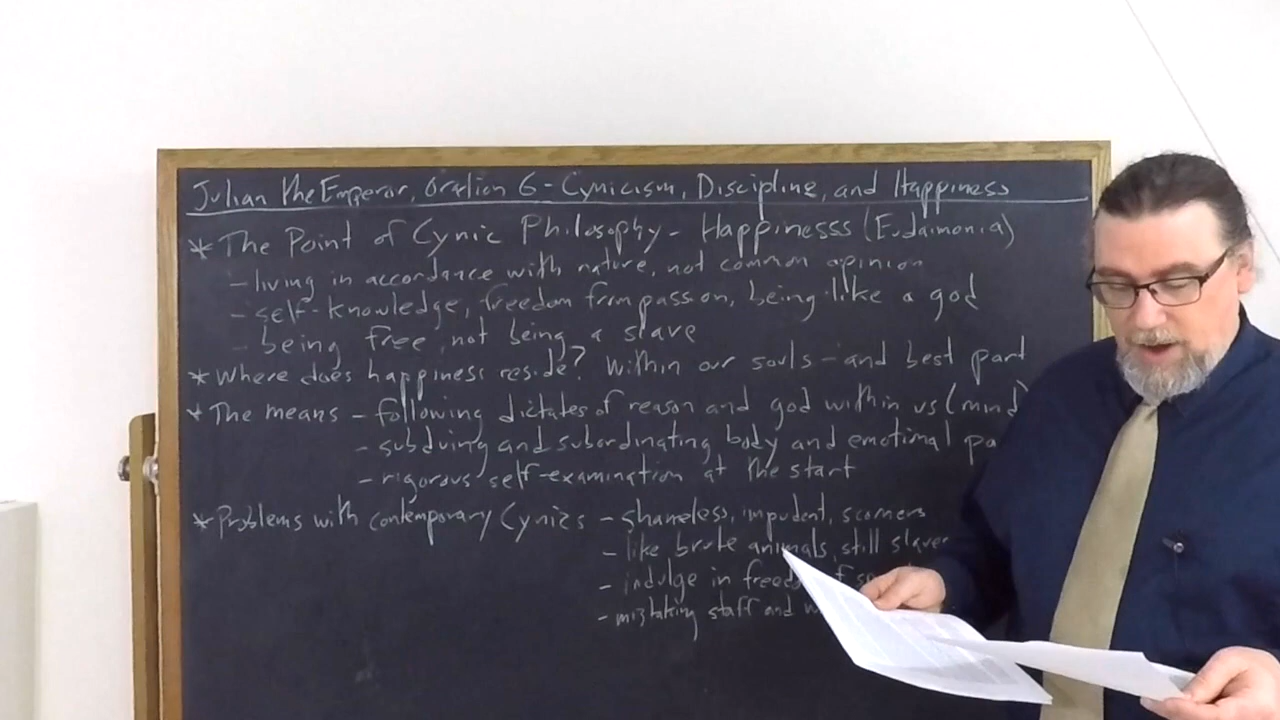 Julian the Emperor, Oration 6 - Cynicism, Discipline, and Happiness
* The Point of Cynic Philosophy - Happinesss (Eudaimonia)
- living in accordance with nature, not common opinion
- self-knowledge, freedom from passion, being like a god
- being free, not being a slave
* Where does happiness reside? Within our souls - and best part
* The means - following dictates of reason and god within us (mind)
- subduing and subordinating body and emotional
- rigorous self-examination at the start
* Problems with contemporary Cynics - shameless, impudent, scorners
- like brute animals, still slaves
- indulge in
- mistaking staff and